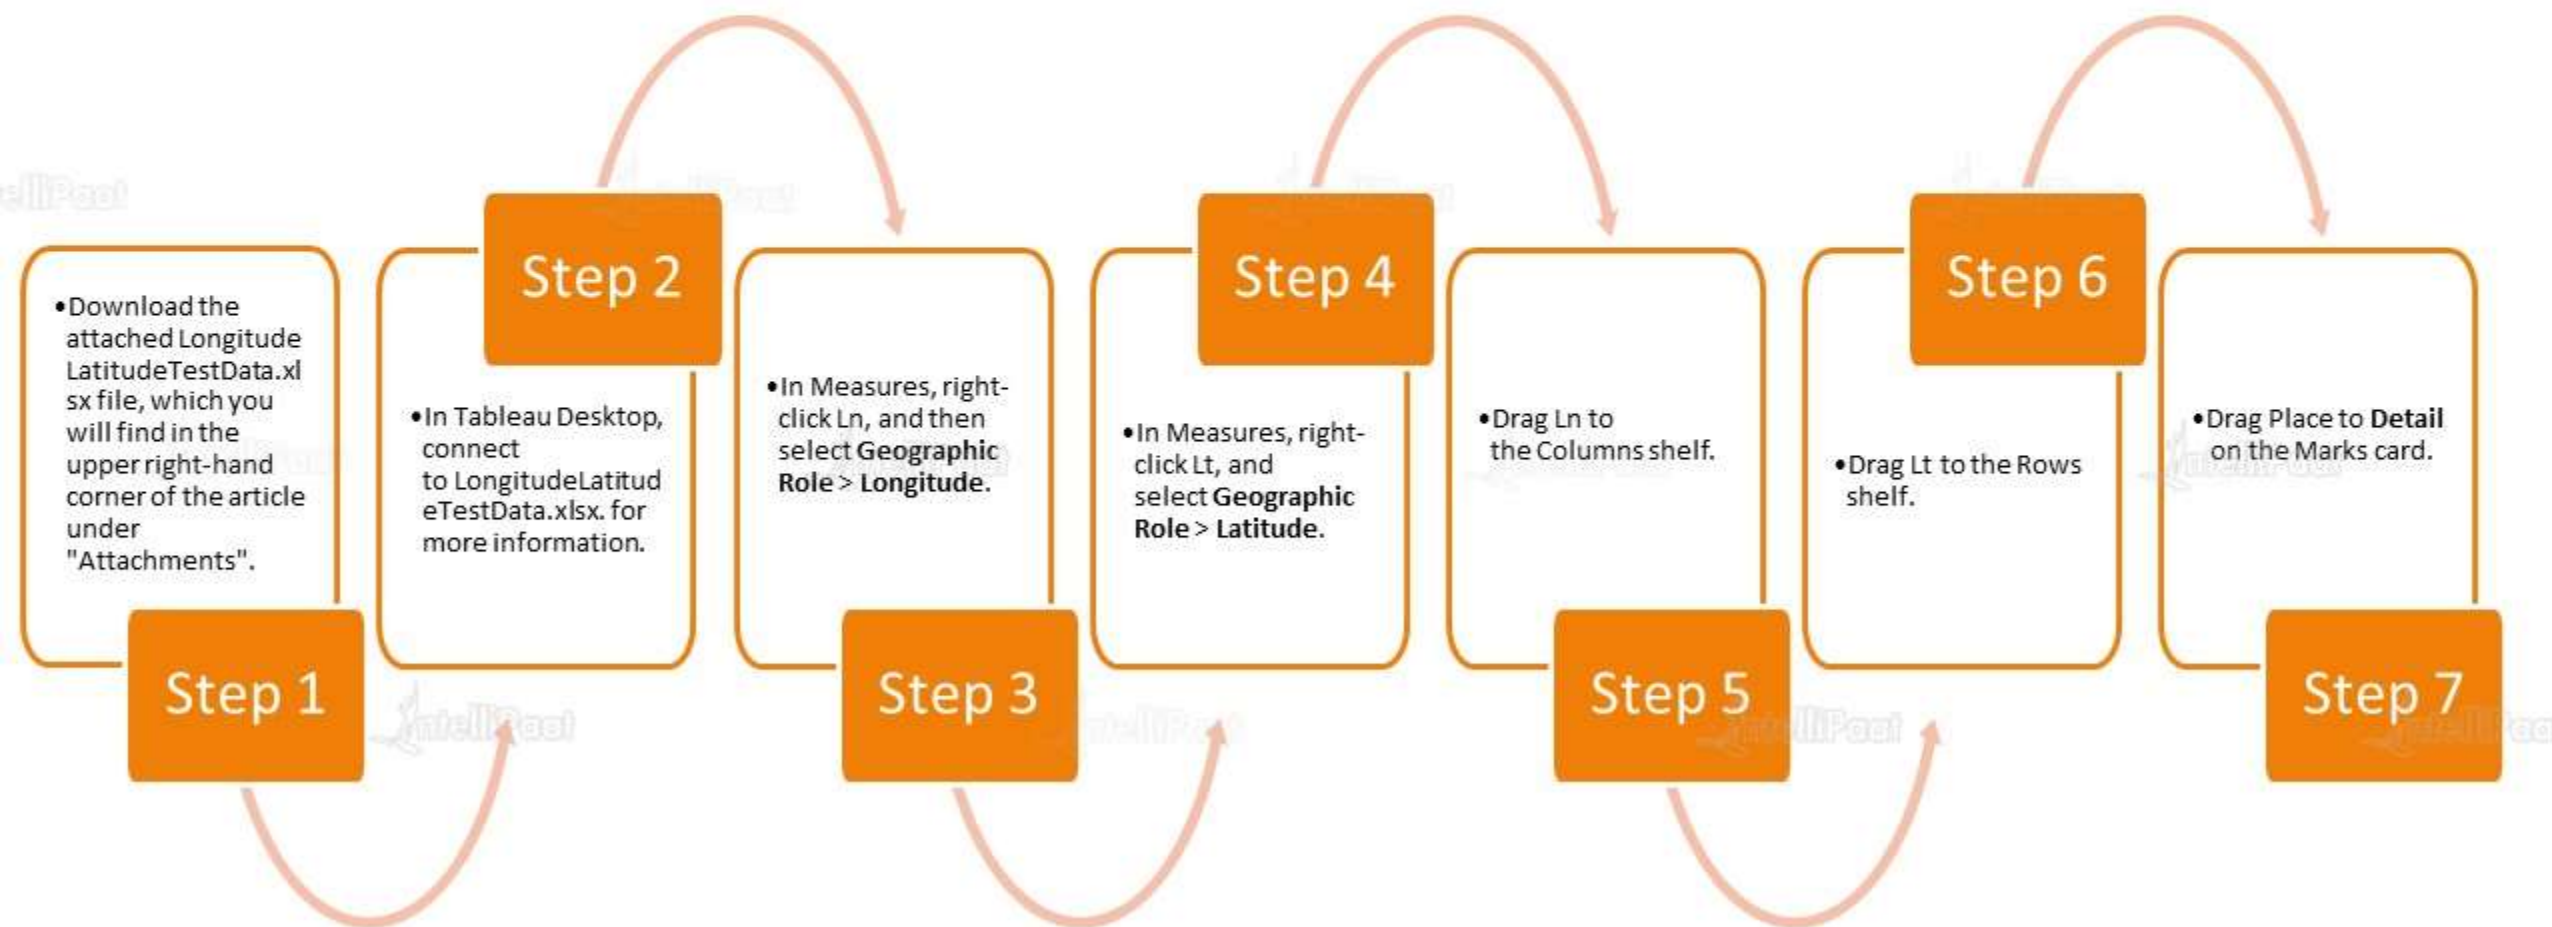 •Download the
attached Longitude
LatitudeTestData.xl
sx file, which you
will find in the
upper right-hand
corner of the article
under
"Attachments".
Step 1
Step 2
•In Tableau Desktop,
connect
to LongitudeLatitud
eTestData.xlsx. for
more information.
•In Measures, right-
click Ln, and then
select Geographic
Role > Longitude.
Step 3
Step 4
•In Measures, right-
click Lt, and
select Geographic
Role > Latitude.
•Drag Ln to
the Columns shelf.
Step 5
Step 6
•Drag Lt to the Rows
shelf.
•Drag Place to Detail
on the Marks card.
Step 7
IntelliPaat